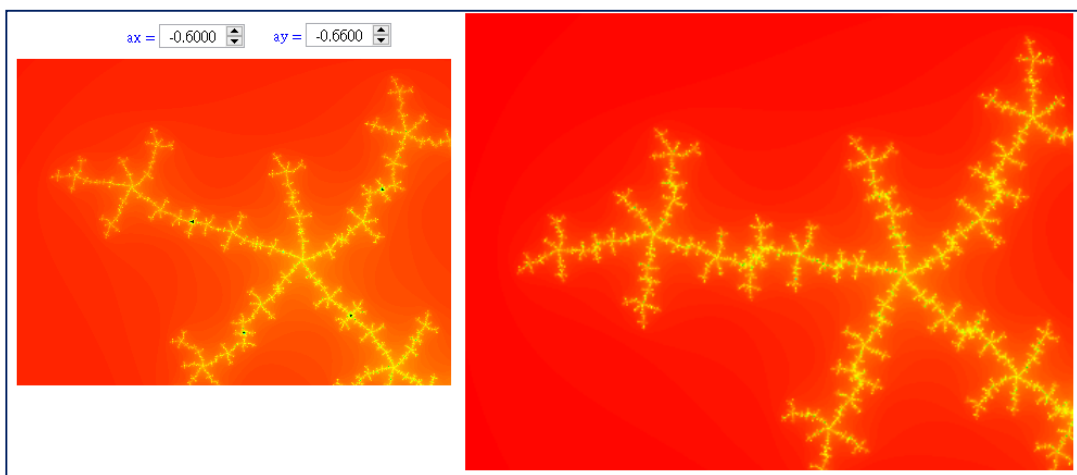 ax = -0.6000 ay = -0.6600